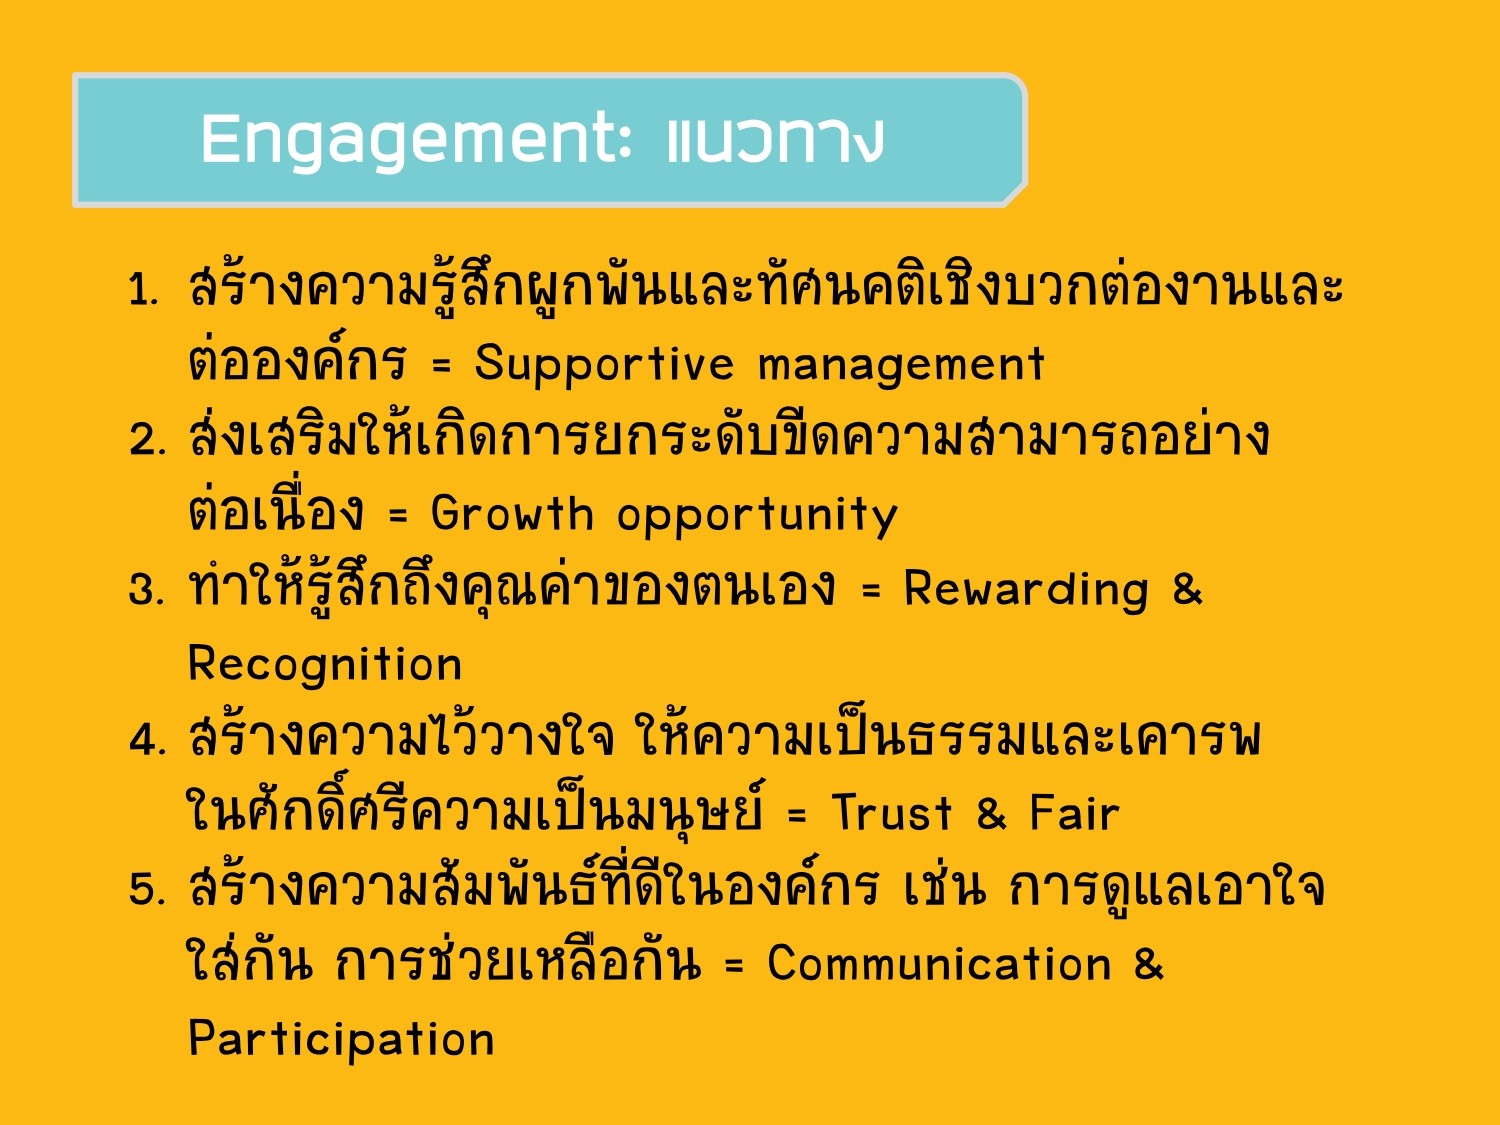 Engagement: แนวทาง
1. สร้างความรู้สึกผูกพันและทัศนคติเชิงบวกต่องานและ
ต่อองค์กร = Supportive management
2. ส่งเสริมให้เกิดการยกระดับขีดความสามารถอย่าง
ต่อเนื่อง = Growth opportunity
3. ทำให้รู้สึกถึงคุณค่าของตนเอง = Rewarding &
Recognition
4. สร้างความไว้วางใจ ให้ความเป็นธรรมและเคารพ
ในศักดิ์ศรีความเป็นมนุษย์ = Trust & Fair
5. สร้างความสัมพันธ์ที่ดีในองค์กร เช่น การดูแลเอาใจ
ใส่กัน การช่วยเหลือกัน = Communication &
Participation